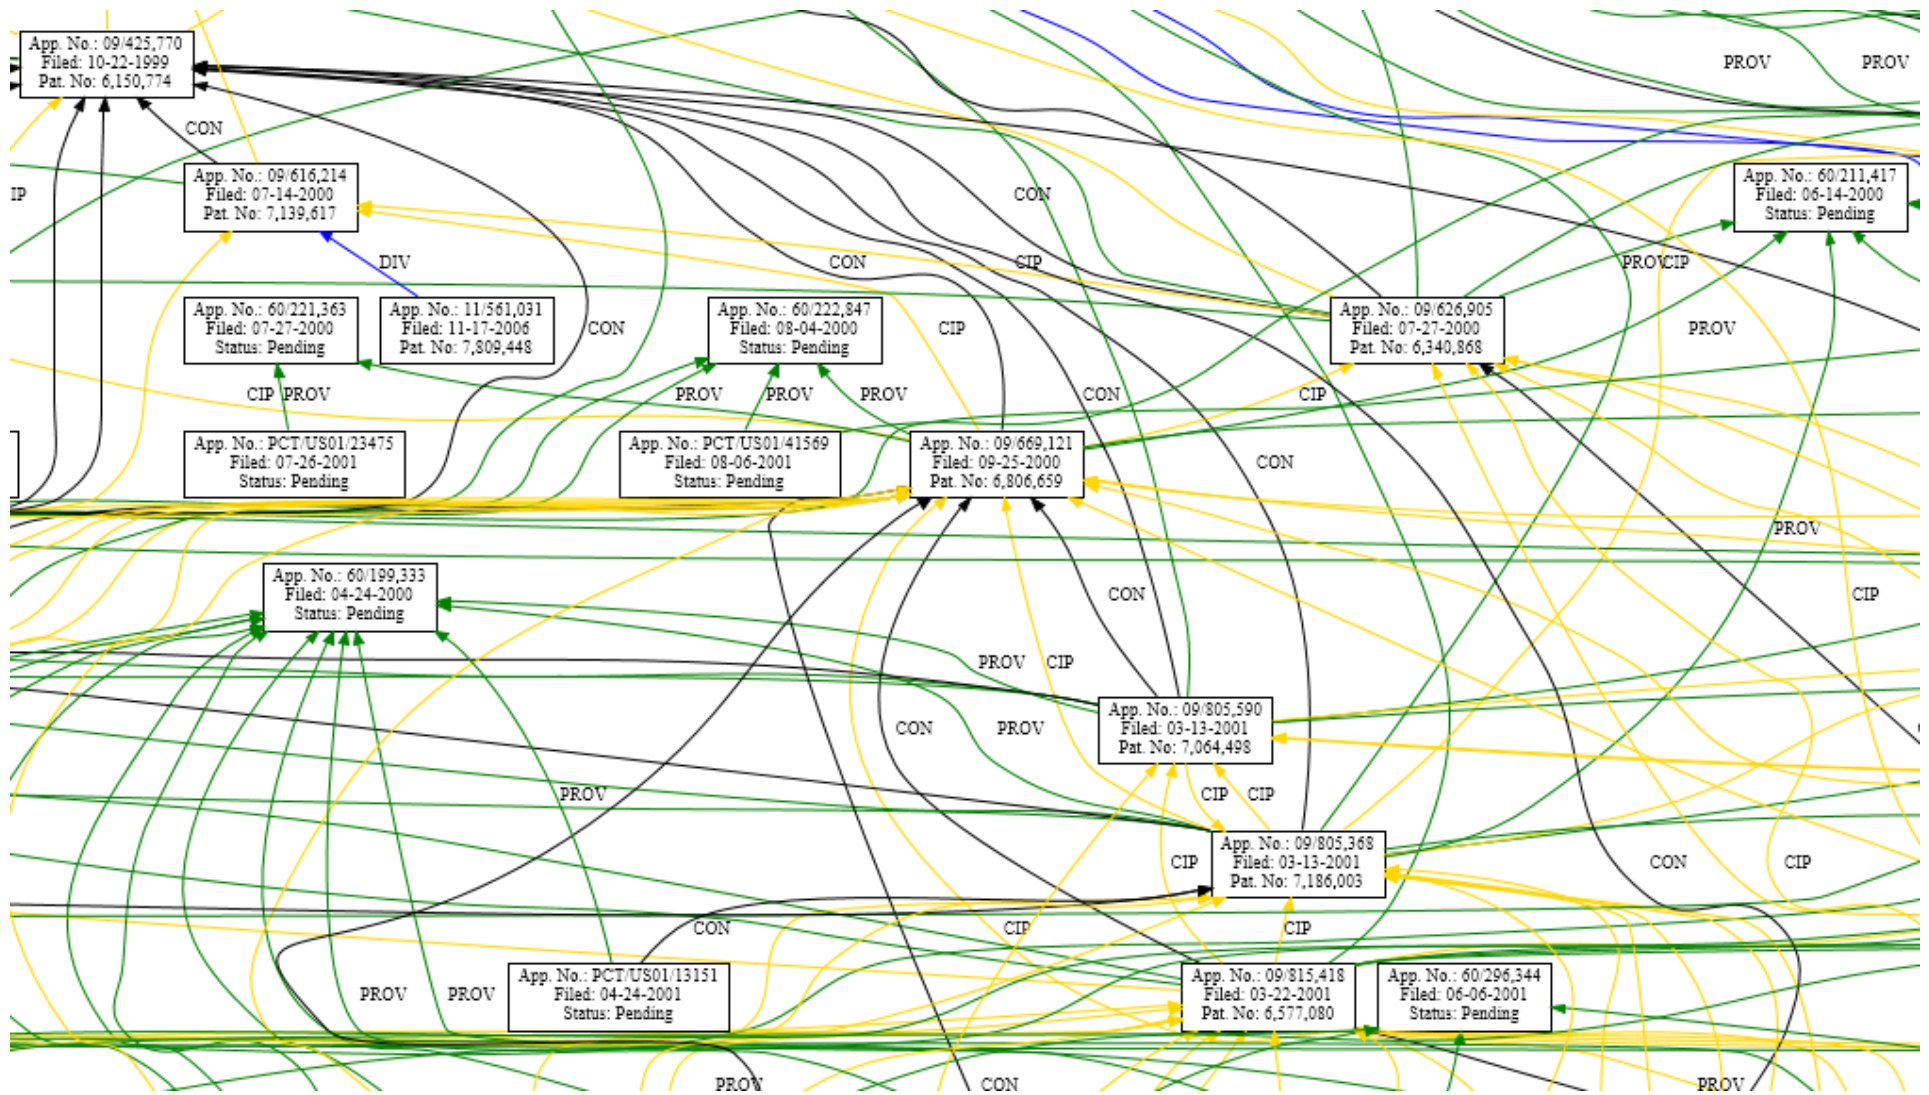 App. No.: 09/425,770
Filed: 10-22-1999
Pat. No: 6,150,774
PROV
PROV
CON
App. No.: 09/616,214
Filed: 07-14-2000
Pat. No: 7,139,617
IP
CON
App. No.: 60/211,417
Filed: 06-14-2000
Status: Pending
DIV
CON
CIP
PROV
CIP
App. No.: 60/221,363
Filed: 07-27-2000
Status: Pending
App. No.: 11/561,031
Filed: 11-17-2006
Pat. No: 7,809,448
CON
App. No.: 60/222,847
Filed: 08-04-2000
Status: Pending
CIP
App. No.: 09/626,905
Filed: 07-27-2000
Pat. No: 6,340,868
PROV
CIP
PROV
PROV
PROV
PROV
CON
CIP
App. No.: PCT/US01/23475
Filed: 07-26-2001
Status: Pending
App. No.: PCT/US01/41569
Filed: 08-06-2001
Status: Pending
App. No.: 09/669,121
Filed: 09-25-2000
Pat. No: 6,806,659
CON
PROV
App. No.: 60/199,333
Filed: 04-24-2000
Status: Pending
CON
CIP
PROV
CIP
App. No.: 09/805,590
Filed: 03-13-2001
Pat. No: 7,064,498
CON
PROV
PROV
CIP
CIP
App. No.: 09/805,368
Filed: 03-13-2001
Pat. No: 7,186,003
CIP
CON
CIP
CON
CIP
CIP
App. No.: PCT/US01/13151
Filed: 04-24-2001
Status: Pending
PROV
PROV
App. No.: 09/815,418
Filed: 03-22-2001
Pat. No: 6,577,080
App. No.: 60/296,344
Filed: 06-06-2001
Status: Pending
PROV
CON
PROV